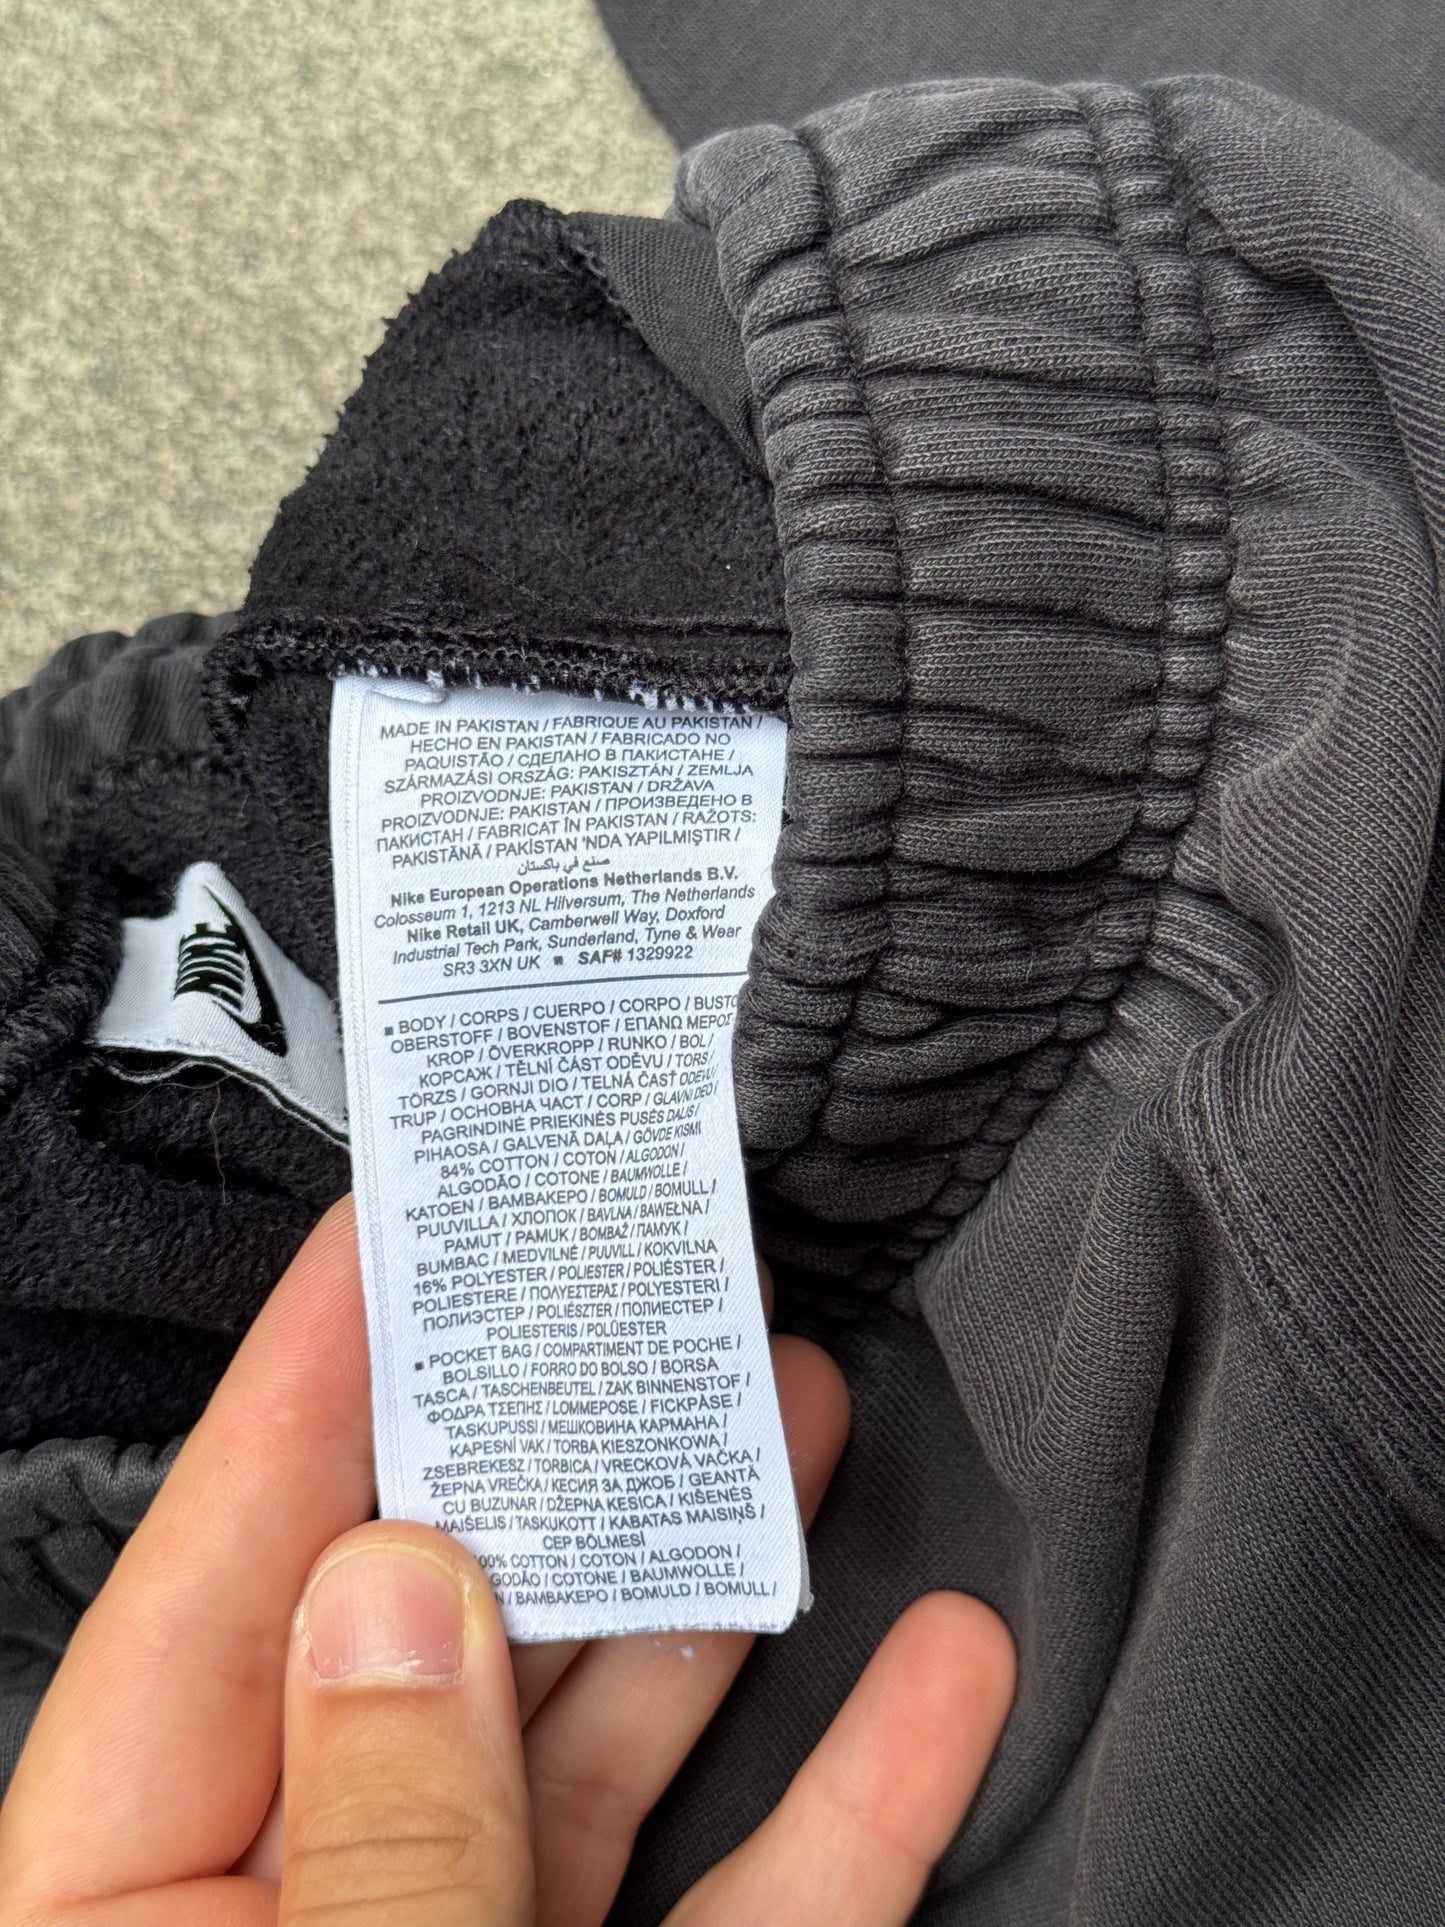 MADE IN PAKISTAN / FABRIQUE AU PAKISTAN /
HECHO EN PAKISTAN / FABRICADO NO
PAQUISTÃO / СДЕЛАНО В ПАКИСТАНЕ /
SZÁRMAZÁSI ORSZÁG: PAKISZTÁN / ZEMLJA
PROIZVODNJE: PAKISTAN / DRŽAVA
PROIZVODNJE: PAKISTAN / ПРОИЗВЕДЕНО В
ПАКИСТАН / FABRICAT ÎN PAKISTAN / RAŽOTS:
PAKISTĀNĀ / PAKİSTAN 'NDA YAPILMIŞTIR /
صنع في باكستان
Nike European Operations Netherlands B.V.
Colosseum 1, 1213 NL Hilversum, The Netherlands
Nike Retail UK, Camberwell Way, Doxford
Industrial Tech Park, Sunderland, Tyne & Wear
SR3 3XN UK ■ SAF# 1329922
■ BODY / CORPS / CUERPO / CORPO / BUSTO
OBERSTOFF / BOVENSTOF / ΕΠΑΝΩ ΜΕΡΟΣ
KROP / ÖVERKROPP / RUNKO / BOL /
КОРСАЖ / TĚLNÍ ČÁST ODĚVU / TORS /
TÖRZS / GORNJI DIO / TELNÁ ČASŤ ODEVU
TRUP / ОСНОВНА ЧАСТ / CORP / GLAVNI DEO /
PAGRINDINĖ PRIEKINĖS PUSĖS DALIS /
PIHAOSA / GALVENĀ DAĻA / GÖVDE KISMI
84% COTTON / COTON / ALGODON /
ALGODÃO / COTONE / BAUMWOLLE /
KATOEN / ΒΑΜΒΑΚΕΡΟ / BOMULD / BOMULL /
PUUVILLA / ХЛОПОК / BAVLNA / BAWEŁNA /
PAMUT / PAMUK / BOMBAŽ / ПАМУК /
BUMBAC / MEDVILNĖ / PUUVILL / KOKVILNA
16% POLYESTER / POLIESTER / POLIÉSTER /
POLIESTERE / ΠΟΛΥΕΣΤΕΡΑΣ / POLYESTERI /
ПОЛИЭСТЕР / POLIÉSZTER / ПОЛИЕСТЕР /
POLIESTERIS / POLÜESTER
■ POCKET BAG / COMPARTIMENT DE POCHE /
BOLSILLO / FORRO DO BOLSO / BORSA
TASCA / TASCHENBEUTEL / ZAK BINNENSTOF /
ΦΟΔΡΑ ΤΣΕΠΗΣ / LOMMEPOSE / FICKPÅSE /
TASKUPUSSI / МЕШКОВИНА КАРМАНА /
KAPESNÍ VAK / TORBA KIESZONKOWA /
ZSEBREKESZ / TORBICA / VRECKOVÁ VAČKA /
ŽEPNA VREČKA / КЕСИЯ ЗА ДЖОБ / GEANTĂ
CU BUZUNAR / DŽEPNA KESICA / KIŠENĖS
MAIŠELIS / TASKUKOTT / KABATAS MAISIŅŠ /
CEP BÖLMESİ
00% COTTON / COTON / ALGODON /
GODÃO / COTONE / BAUMWOLLE /
N / ΒΑΜΒΑΚΕΡΟ / BOMULD / BOMULL /
NIKE